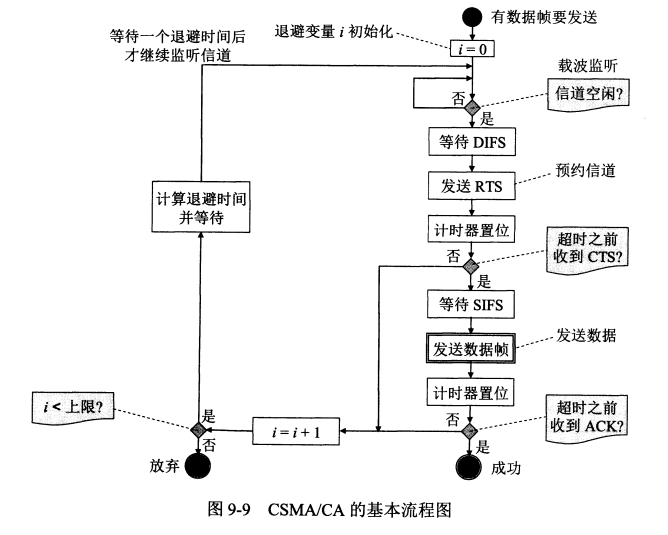 有数据帧要发送
等待一个退避时间后
才继续监听信道
退避变量 i 初始化
i = 0
载波监听
信道空闲?
否
是
等待 DIFS
发送 RTS
预约信道
计算退避时间
并等待
计时器置位
超时之前
收到 CTS?
否
是
等待 SIFS
发送数据
发送数据帧
计时器置位
超时之前
收到 ACK?
i < 上限?
是
否
i = i + 1
否
是
放弃
成功
图 9-9 CSMA/CA 的基本流程图